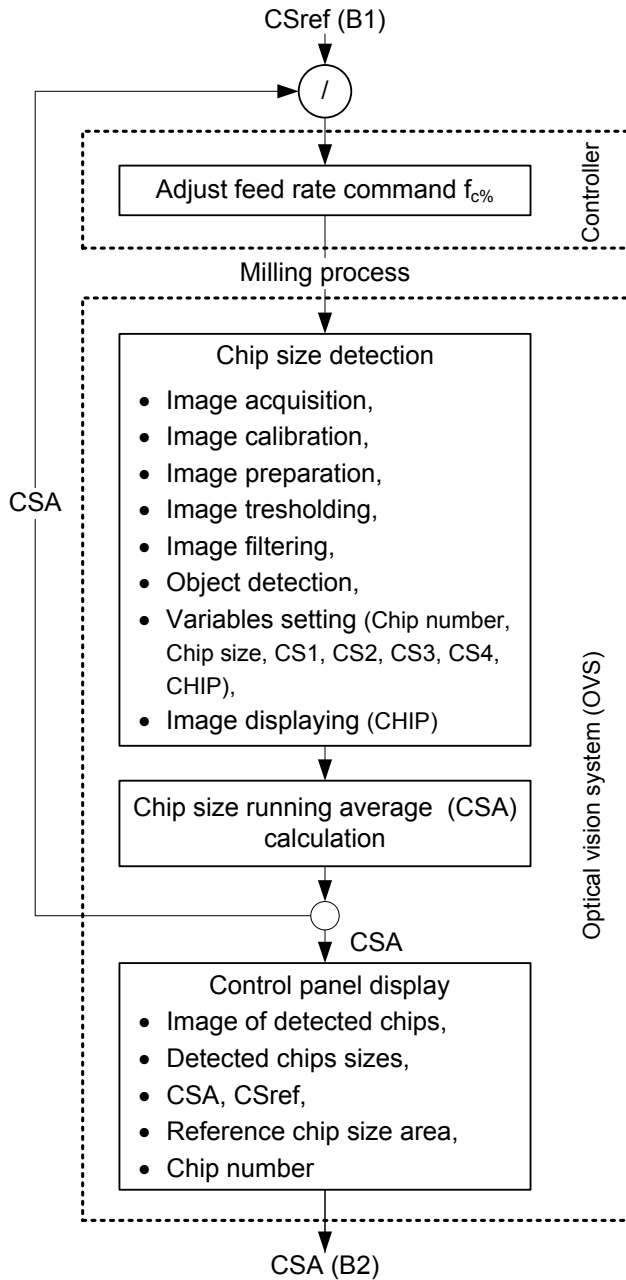 CSref (B1)
/
Adjust feed rate command fc%
Controller
Milling process
Chip size detection
• Image acquisition,
• Image calibration,
• Image preparation,
• Image tresholding,
• Image filtering,
• Object detection,
• Variables setting (Chip number,
Chip size, CS1, CS2, CS3, CS4,
CHIP),
• Image displaying (CHIP)
CSA
Chip size running average (CSA)
calculation
Optical vision system (OVS)
CSA
Control panel display
• Image of detected chips,
• Detected chips sizes,
• CSA, CSref,
• Reference chip size area,
• Chip number
CSA (B2)